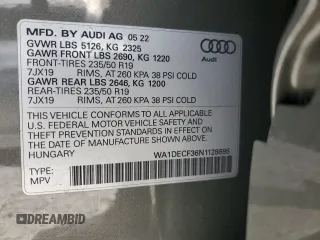 MFD. BY AUDI AG 05 22
GVWR LBS 5126, KG 2325
GAWR FRONT LBS 2690, KG 1220
FRONT-TIRES 235/50 R19
7JX19 RIMS, AT 260 KPA 38 PSI COLD
GAWR REAR LBS 2646, KG 1200
REAR-TIRES 235/50 R19
7JX19 RIMS, AT 260 KPA 38 PSI COLD
Audi
THIS VEHICLE CONFORMS TO ALL APPLICABLE
U.S. FEDERAL MOTOR VEHICLE SAFETY, BUMPER
AND THEFT PREVENTION STANDARDS IN EFFECT ON
THE DATE OF MANUFACTURE SHOWN ABOVE.
HUNGARY WA1DECF36N1128695
TYPE:
MPV
DREAMBID